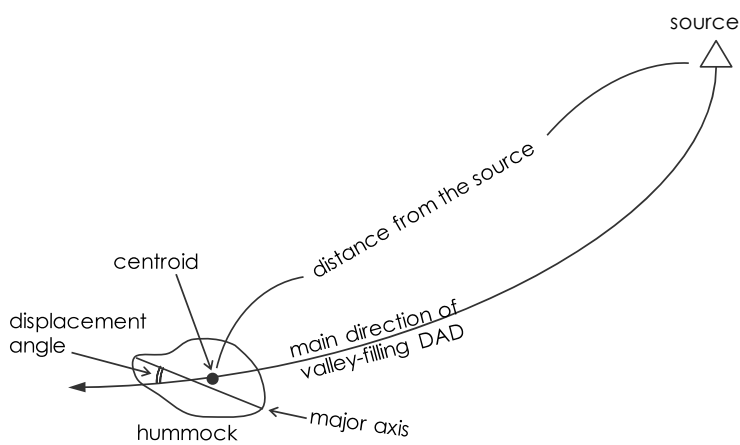 source
distance from the source
centroid
displacement
angle
main direction of
valley-filling DAD
major axis
hummock